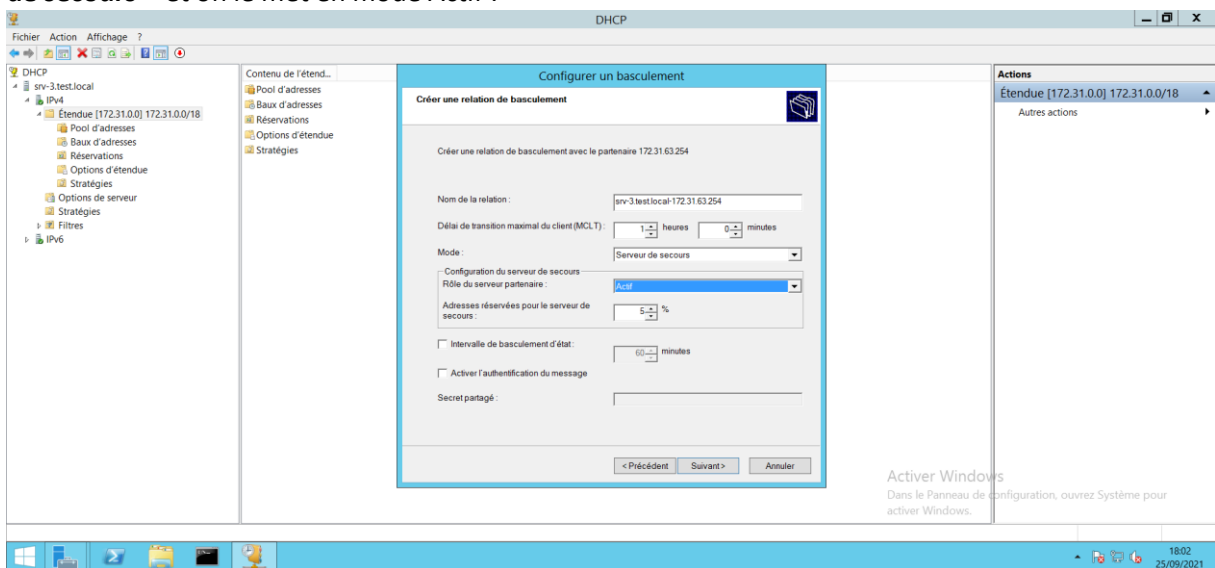 DHCP
Fichier Action Affichage ?
DHCP
srv-3.test.local
IPv4
Étendue [172.31.0.0] 172.31.0.0/18
Pool d'adresses
Baux d'adresses
Réservations
Options d'étendue
Stratégies
Options de serveur
Stratégies
Filtres
IPv6
Contenu de l'étend...
Pool d'adresses
Baux d'adresses
Réservations
Options d'étendue
Stratégies
Configurer un basculement
Créer une relation de basculement
Créer une relation de basculement avec le partenaire 172.31.63.254
Nom de la relation : srv-3.test.local-172.31.63.254
Délai de transition maximal du client (MCLT) : 1 heures 0 minutes
Mode : Serveur de secours
Configuration du serveur de secours
Rôle du serveur partenaire : Actif
Adresses réservées pour le serveur de
secours : 5 %
Intervalle de basculement d'état : 60 minutes
Activer l'authentification du message
Secret partagé :
< Précédent Suivant > Annuler
Actions
Étendue [172.31.0.0] 172.31.0.0/18
Autres actions
Activer Windows
Dans le Panneau de configuration, ouvrez Système pour
activer Windows.
18:02
25/09/2021